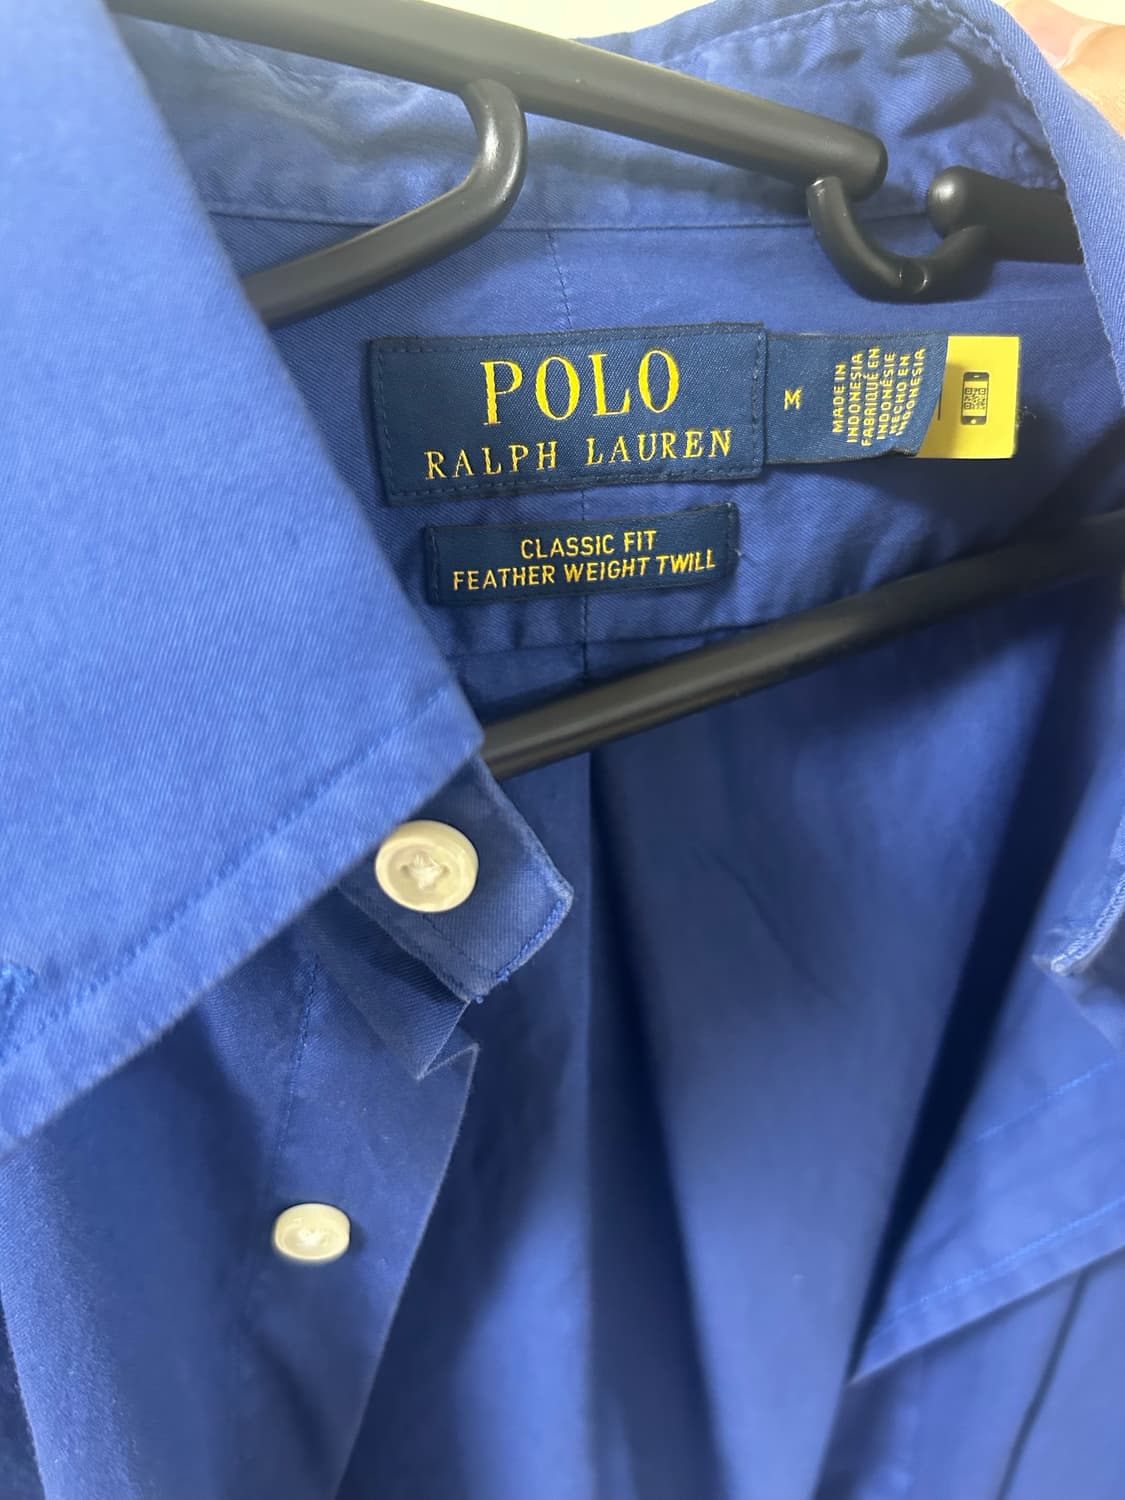 POLO
RALPH LAUREN
M
MADE IN
INDONESIA
FABRIQUÉ EN
INDONÉSIE
HECHO EN
INDONESIA
CLASSIC FIT
FEATHER WEIGHT TWILL